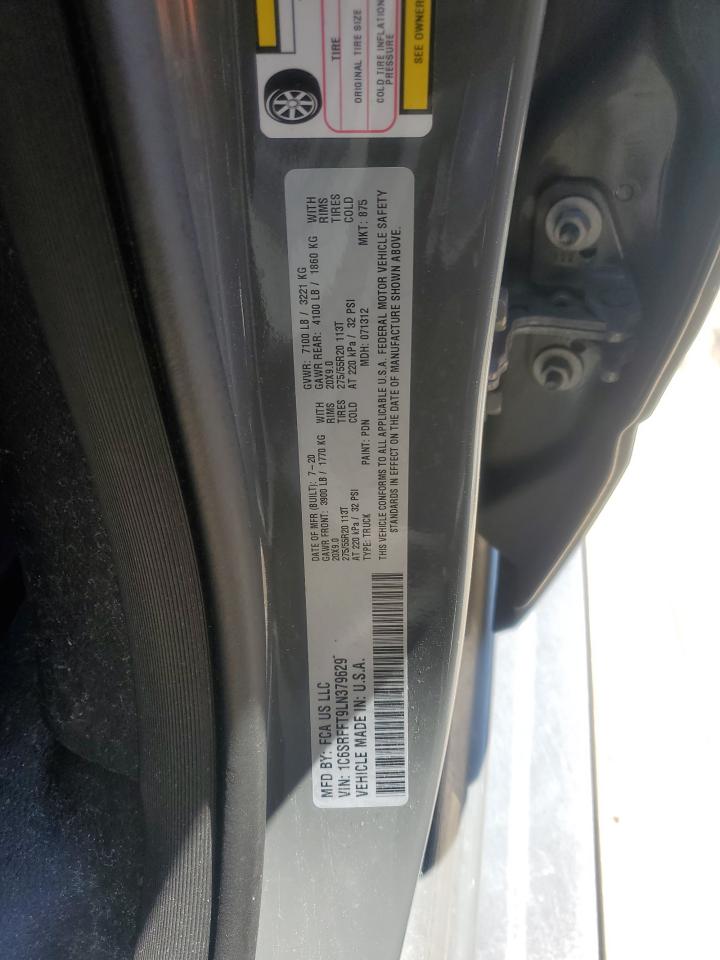 MFD BY: FCA US LLC
VIN: 1C6SRFFT9LN379629
VEHICLE MADE IN: U.S.A.
DATE OF MFR (BUILT): 7-20
GAWR FRONT: 3900 LB / 1770 KG WITH
20X9.0 RIMS
275/55R20 113T TIRES
AT 220 kPa / 32 PSI COLD
TYPE: TRUCK PAINT: PDN
GVWR: 7100 LB / 3221 KG
GAWR REAR: 4100 LB / 1860 KG WITH
20X9.0 RIMS
275/55R20 113T TIRES
AT 220 kPa / 32 PSI COLD
MDH: 071312 MKT: 875
THIS VEHICLE CONFORMS TO ALL APPLICABLE U.S.A. FEDERAL MOTOR VEHICLE SAFETY
STANDARDS IN EFFECT ON THE DATE OF MANUFACTURE SHOWN ABOVE.
TIRE
ORIGINAL TIRE SIZE
COLD TIRE INFLATION
PRESSURE
SEE OWNER